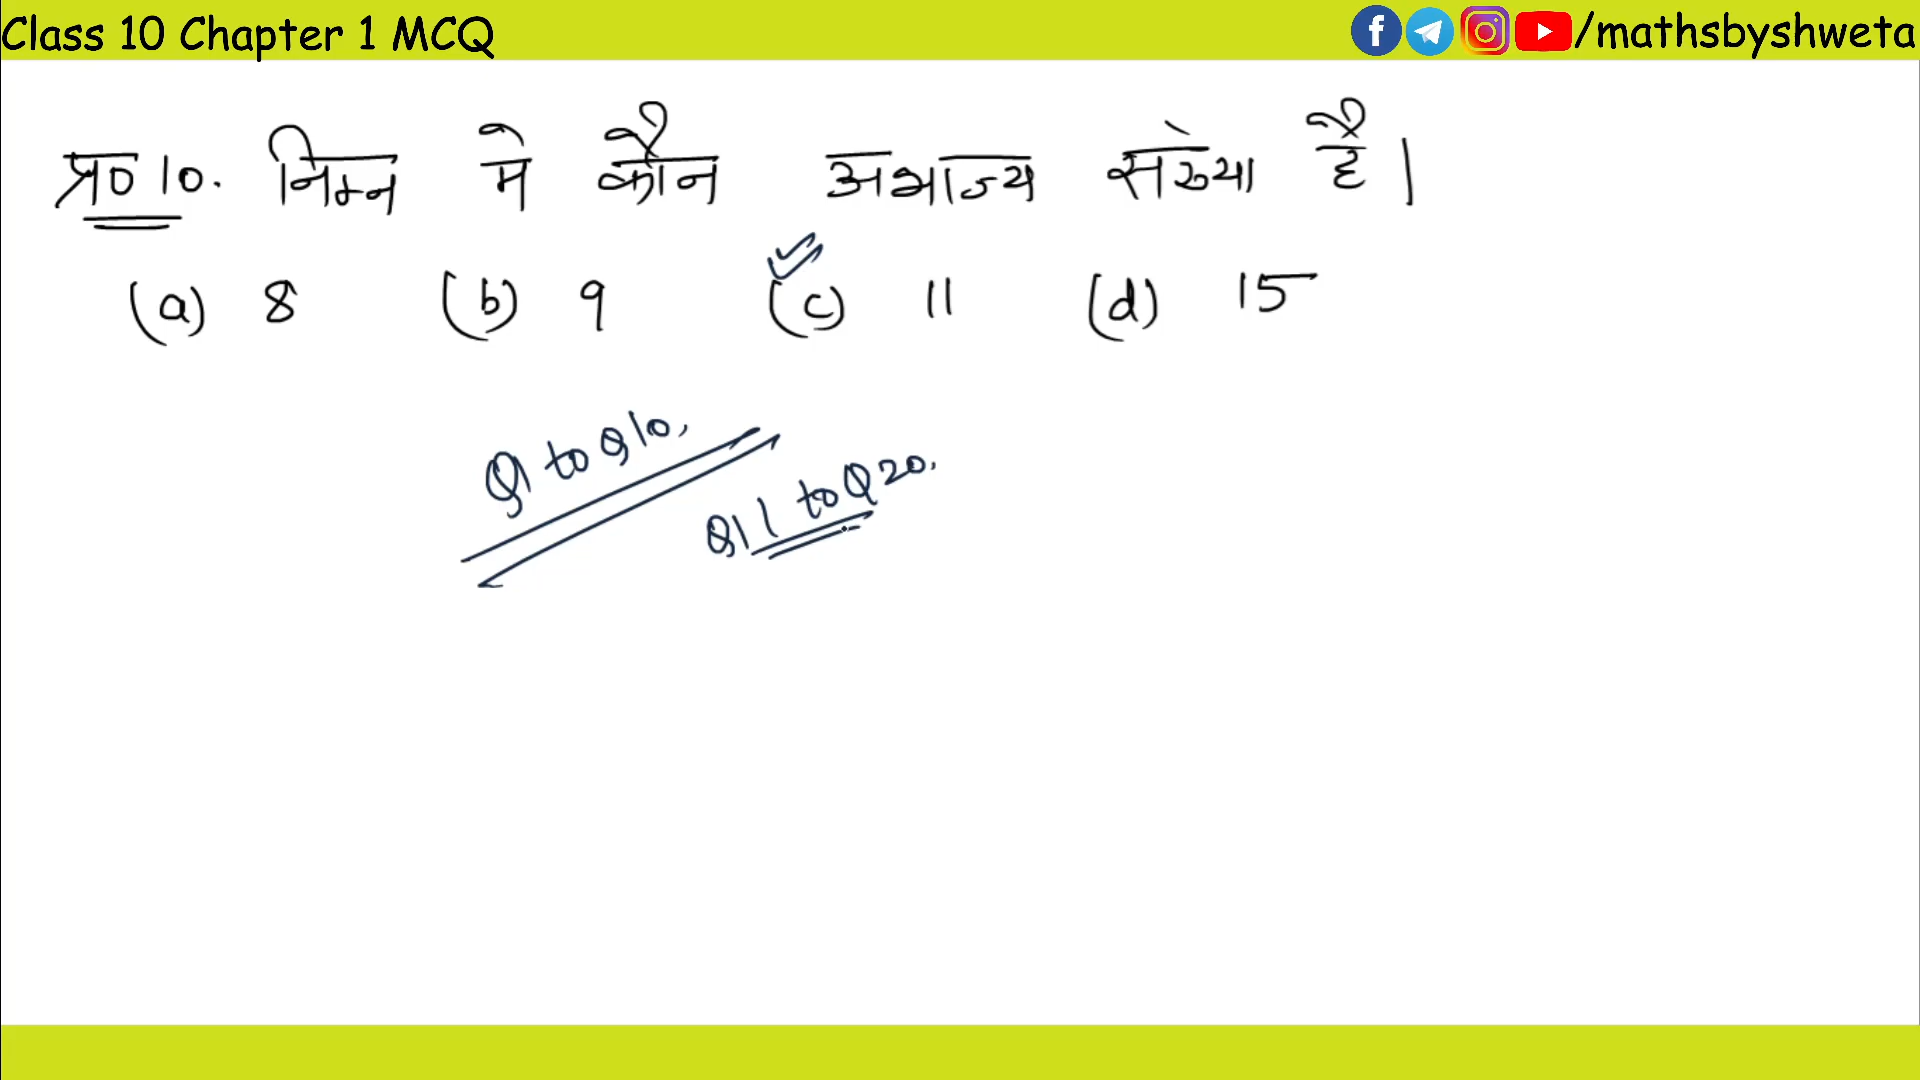 Class 10 Chapter 1 MCQ
/mathsbyshweta
प्र० 10. निम्न मे कौन अभाज्य संख्या है।
(a) 8 (b) 9 (c) 11 (d) 15
Q1 to Q10.
Q11 to Q20.